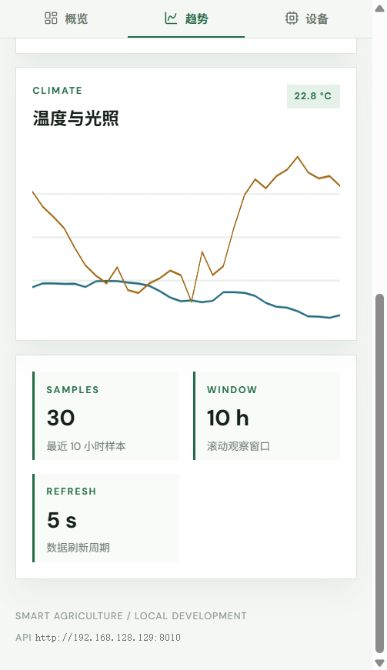 概览 趋势 设备
CLIMATE
22.8 °C
温度与光照
SAMPLES
30
最近 10 小时样本
WINDOW
10 h
滚动观察窗口
REFRESH
5 s
数据刷新周期
SMART AGRICULTURE / LOCAL DEVELOPMENT
API http://192.168.128.129:8010